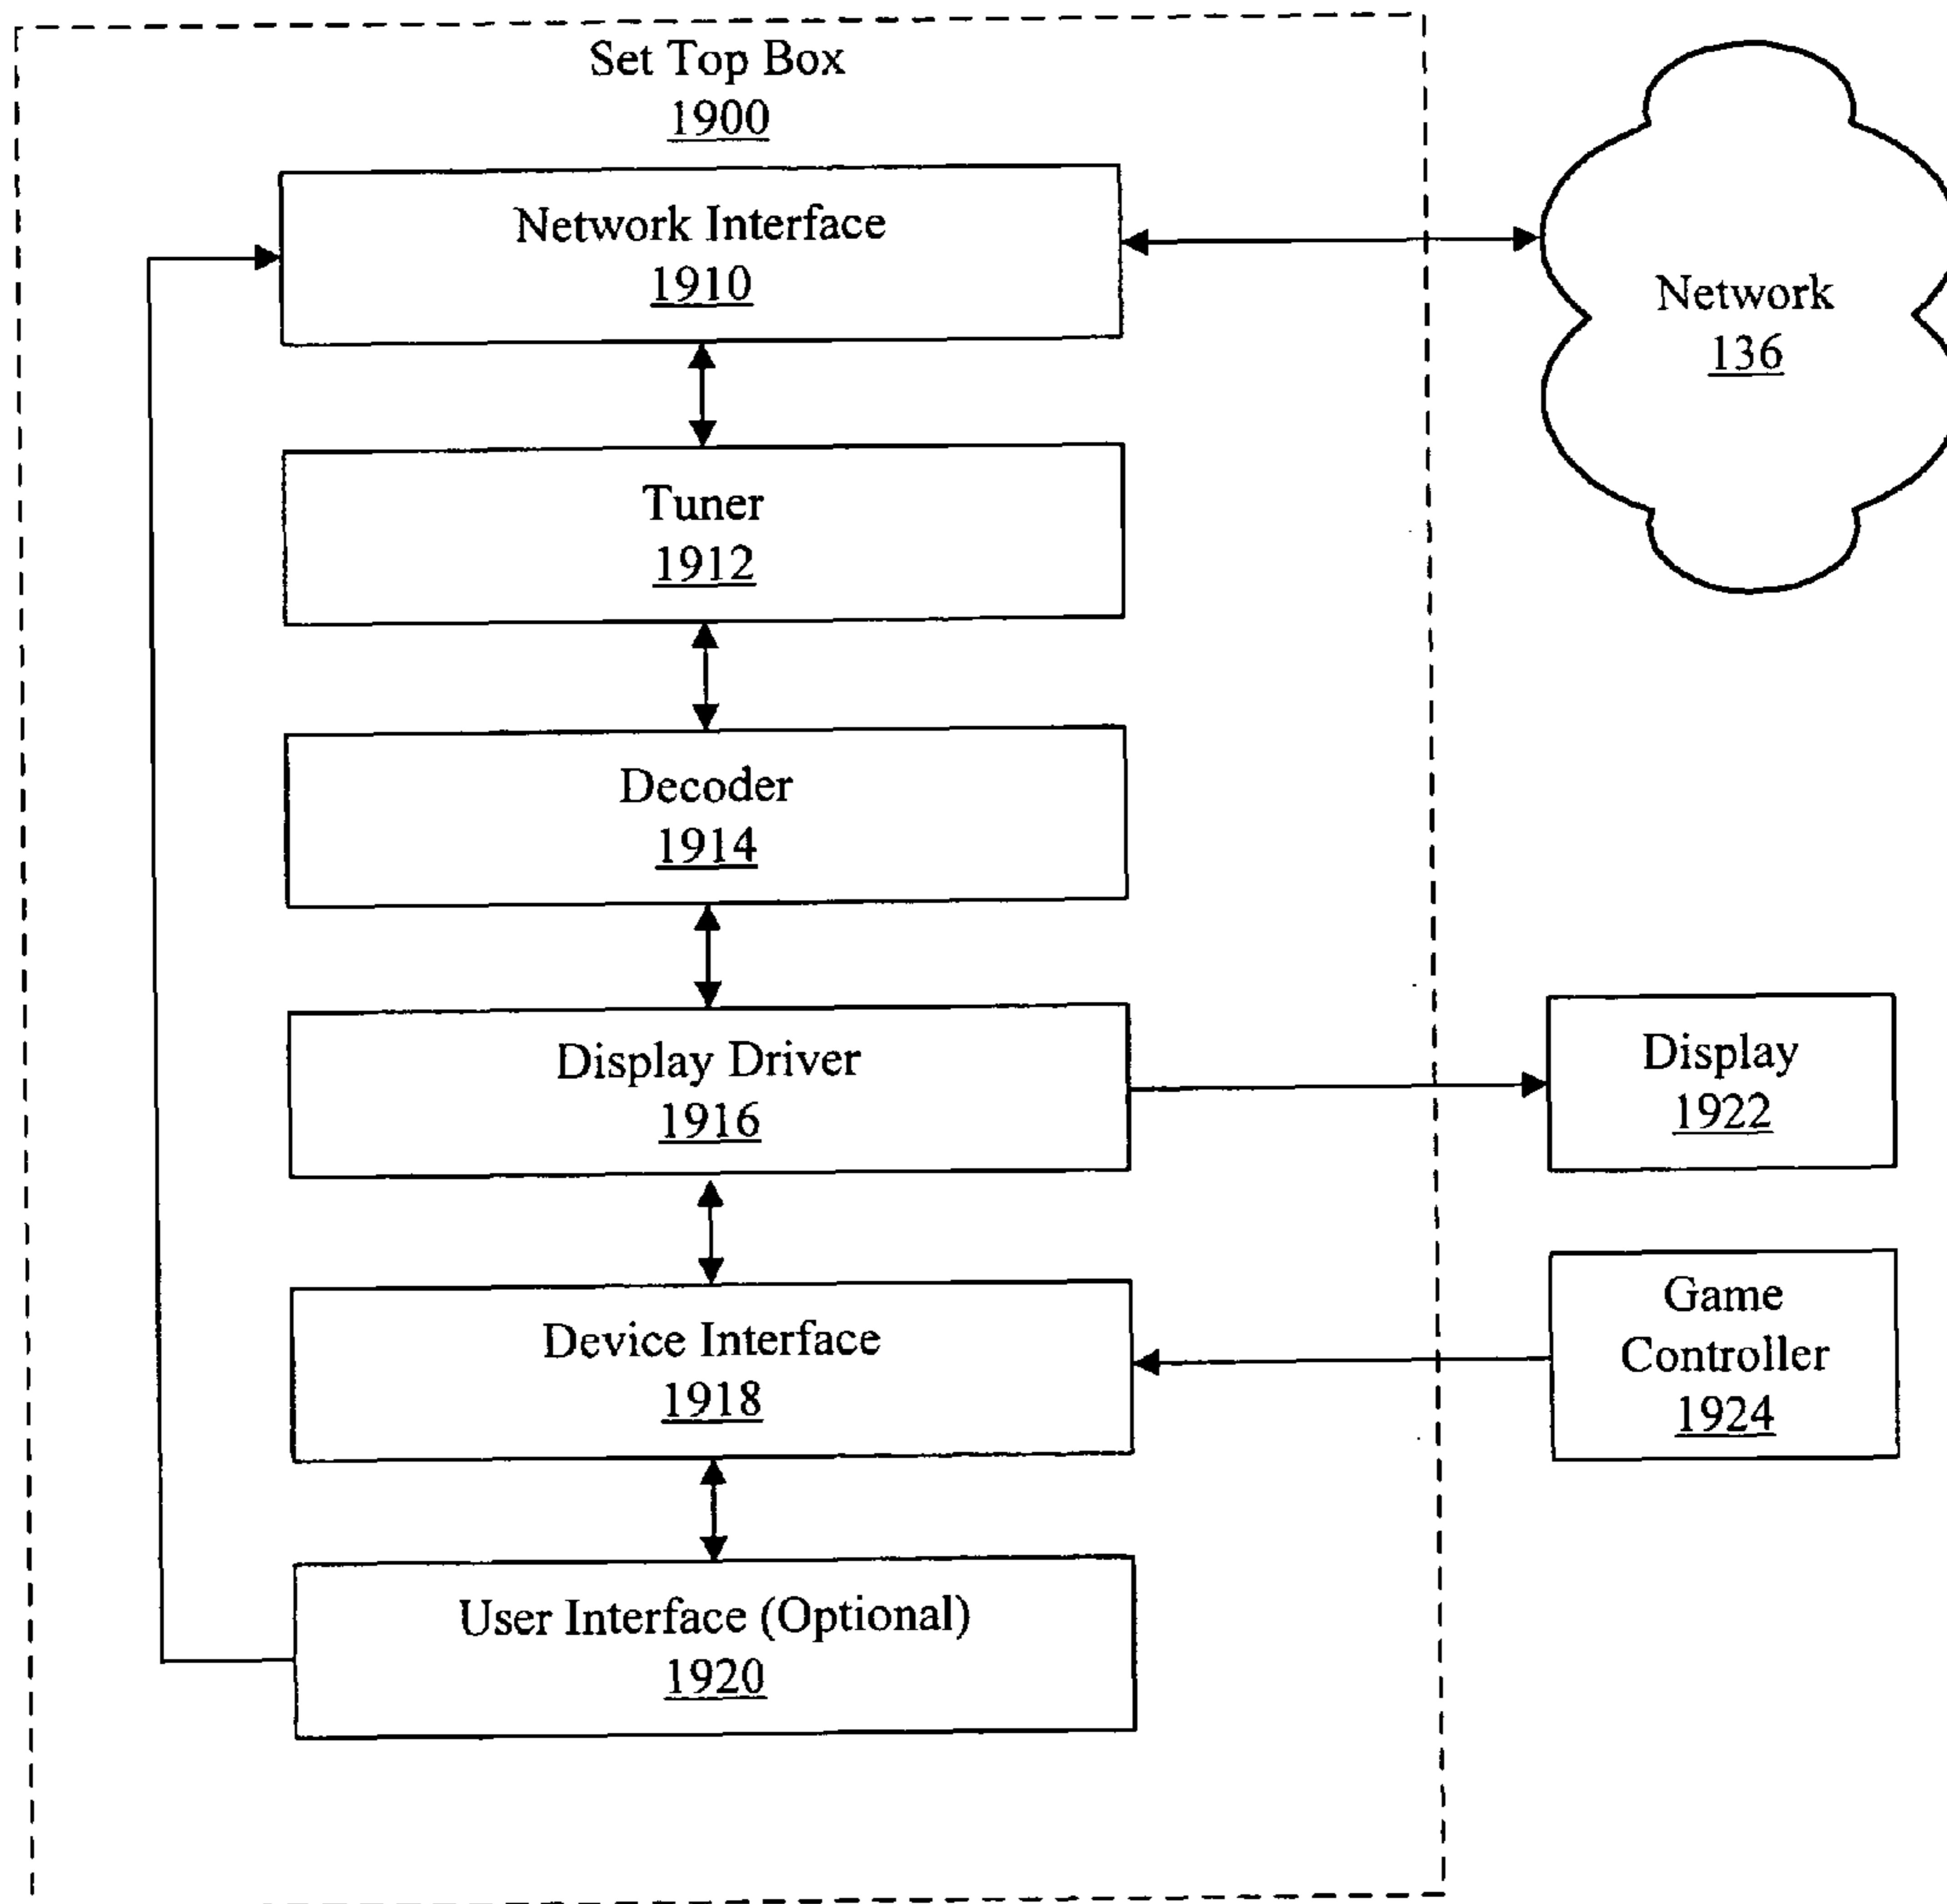 Set Top Box
1900
Network Interface
1910
Network
136
Tuner
1912
Decoder
1914
Display Driver
1916
Display
1922
Device Interface
1918
Game
Controller
1924
User Interface (Optional)
1920